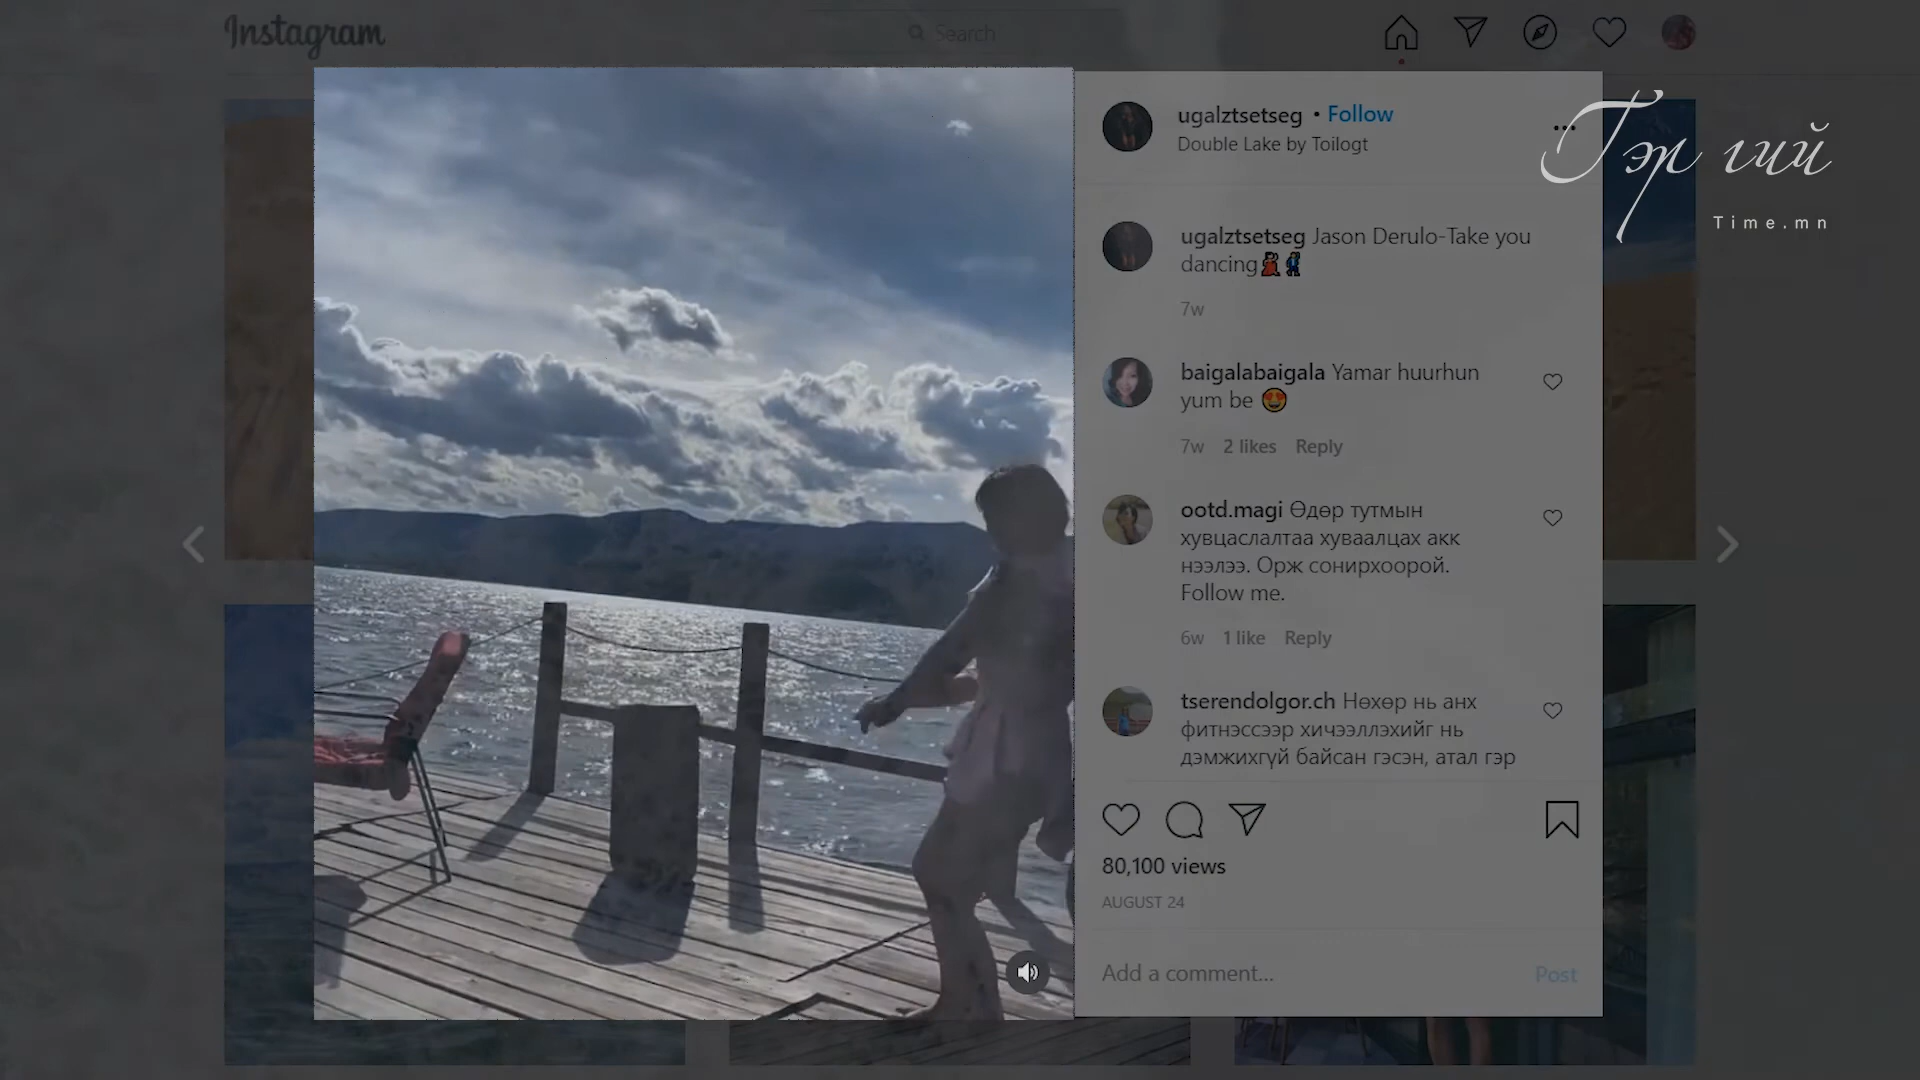 Instagram
Search
Гэргий
Time.mn
ugalztsetseg • Follow
Double Lake by Toilogt
ugalztsetseg Jason Derulo-Take you
dancing
7w
baigalabaigala Yamar huurhun
yum be 😍
7w 2 likes Reply
ootd.magi Өдөр тутмын
хувцаслалтаа хуваалцах акк
нээлээ. Орж сонирхоорой.
Follow me.
6w 1 like Reply
tserendolgor.ch Нөхөр нь анх
фитнэссээр хичээллэхийг нь
дэмжихгүй байсан гэсэн, атал гэр
80,100 views
AUGUST 24
Add a comment...
Post